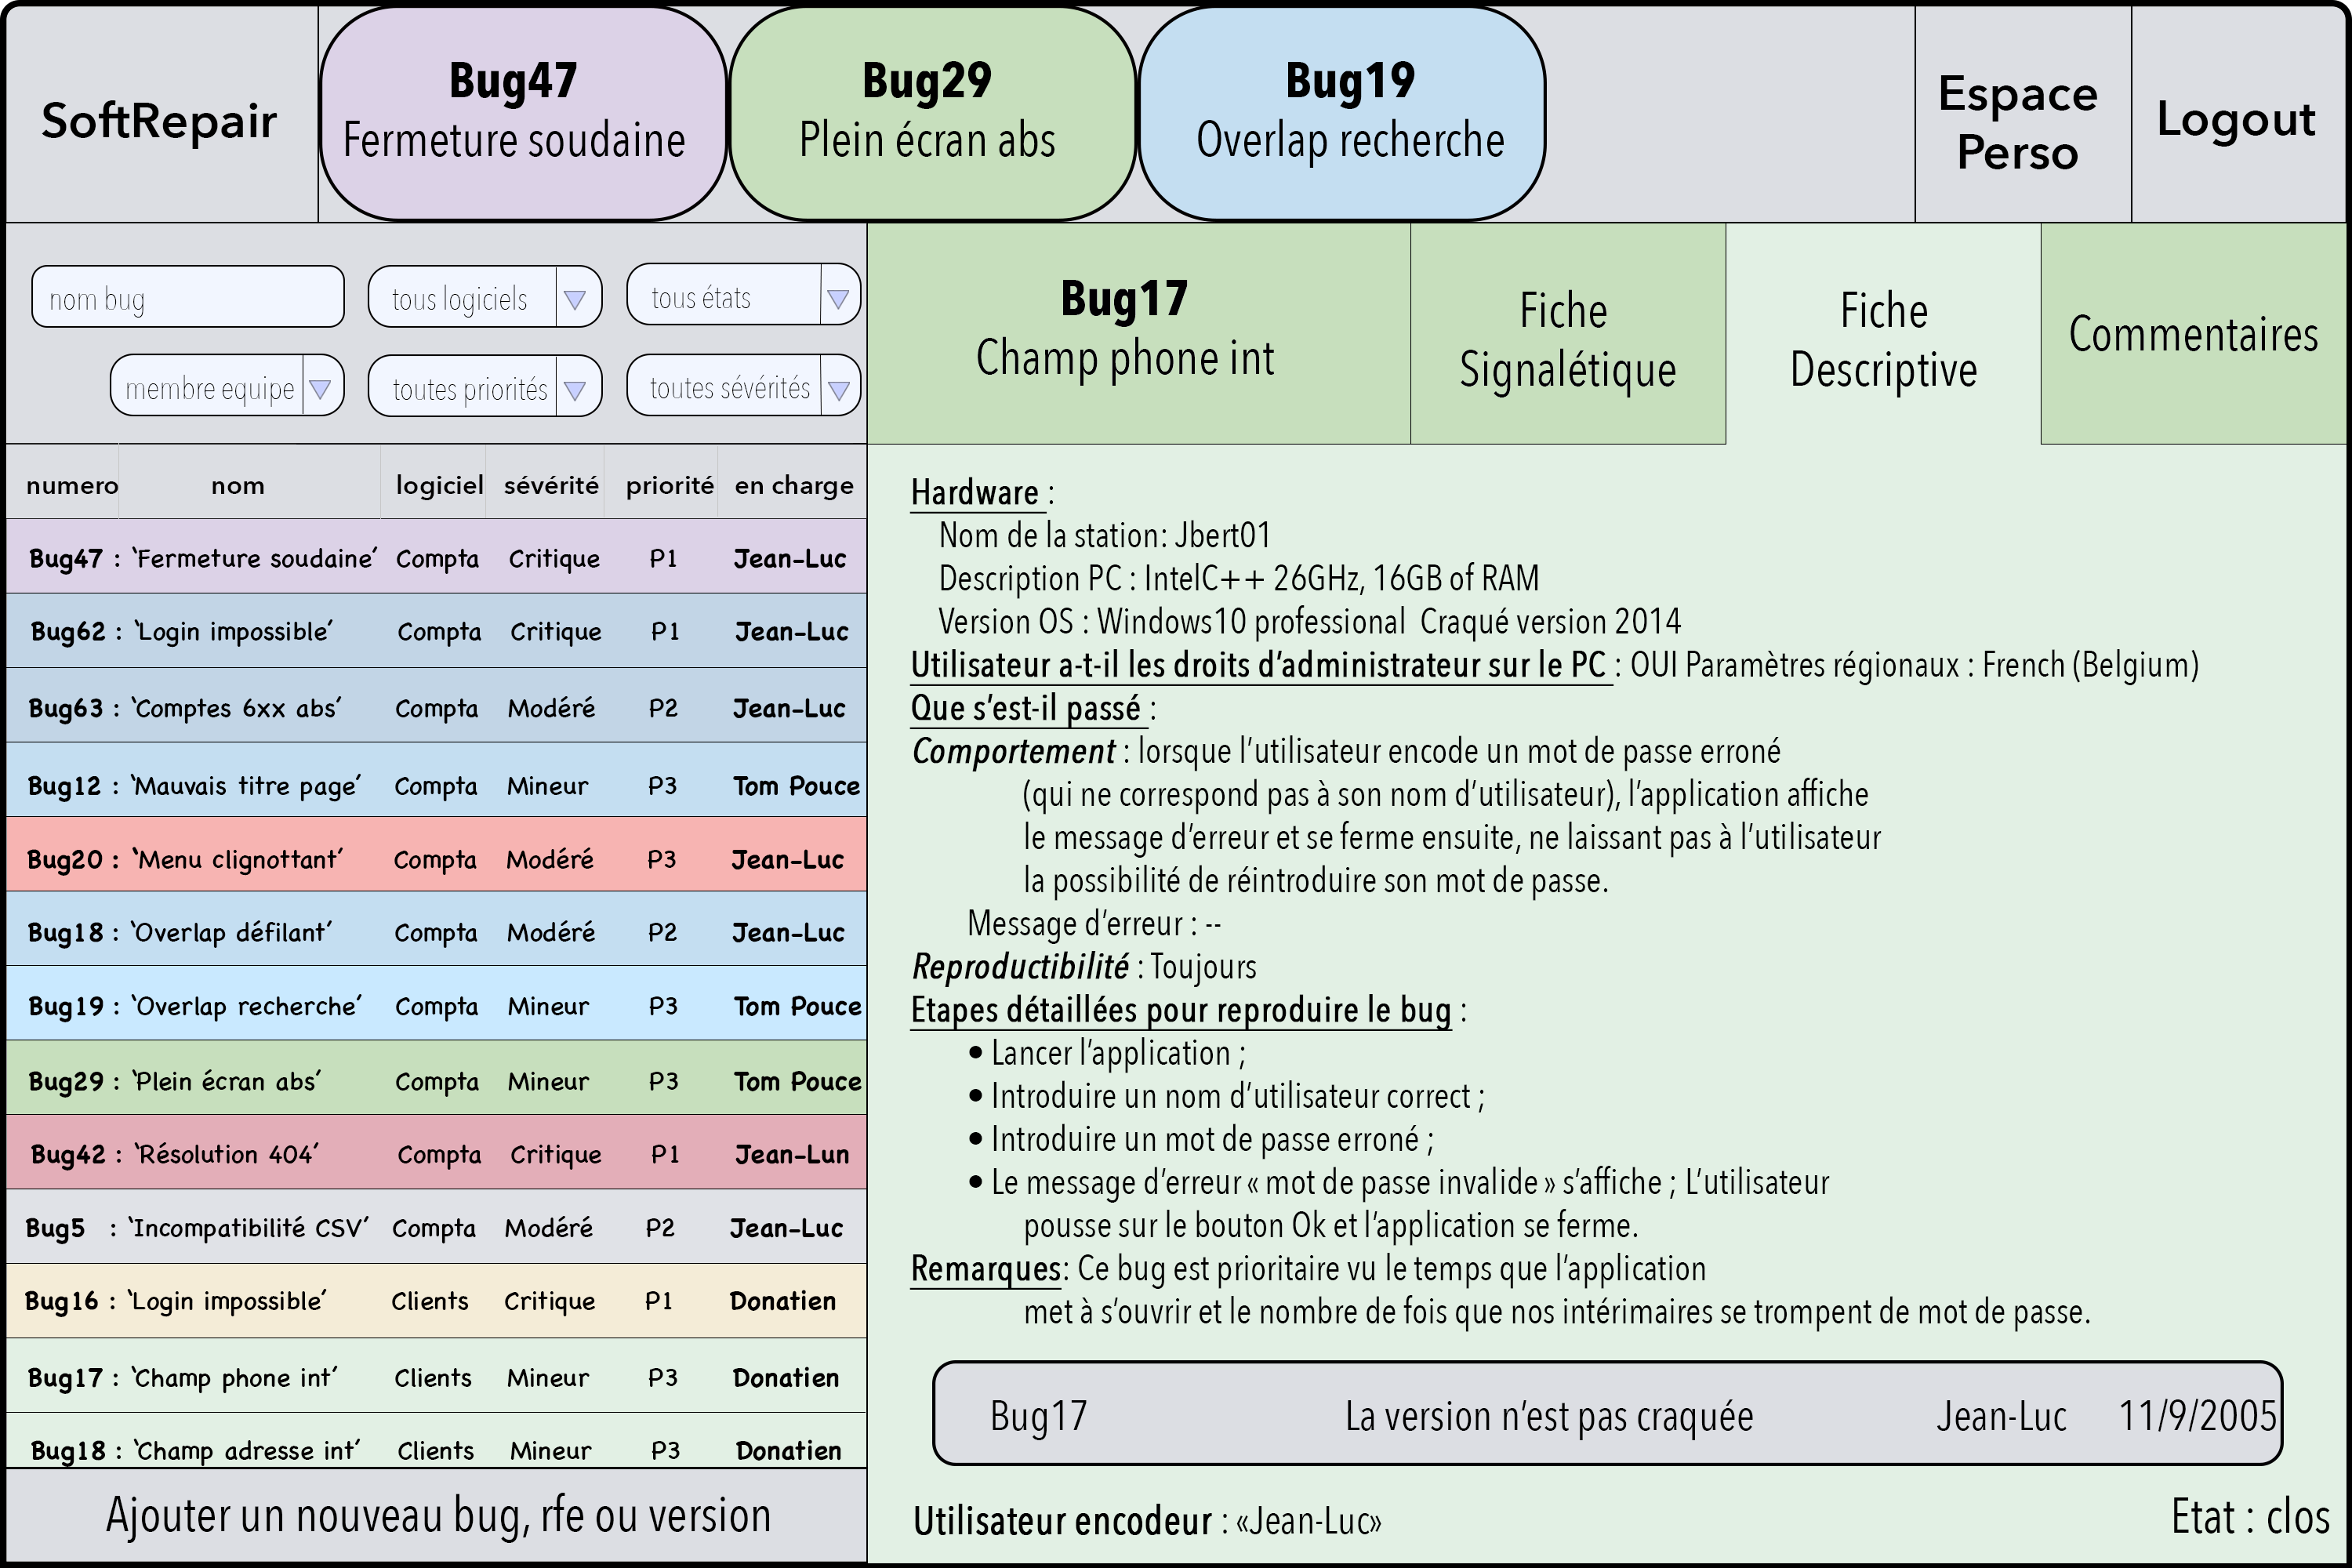 SoftRepair
Bug47
Fermeture soudaine
Bug29
Plein écran abs
Bug19
Overlap recherche
Espace
Perso
Logout
nom bug
tous logiciels
tous états
membre equipe
toutes priorités
toutes sévérités
numero nom logiciel sévérité priorité en charge
Bug47 : ‘Fermeture soudaine’ Compta Critique P1 Jean-Luc
Bug62 : ‘Login impossible’ Compta Critique P1 Jean-Luc
Bug63 : ‘Comptes 6xx abs’ Compta Modéré P2 Jean-Luc
Bug12 : ‘Mauvais titre page’ Compta Mineur P3 Tom Pouce
Bug20 : ‘Menu clignottant’ Compta Modéré P3 Jean-Luc
Bug18 : ‘Overlap défilant’ Compta Modéré P2 Jean-Luc
Bug19 : ‘Overlap recherche’ Compta Mineur P3 Tom Pouce
Bug29 : ‘Plein écran abs’ Compta Mineur P3 Tom Pouce
Bug42 : ‘Résolution 404’ Compta Critique P1 Jean-Lun
Bug5 : ‘Incompatibilité CSV’ Compta Modéré P2 Jean-Luc
Bug16 : ‘Login impossible’ Clients Critique P1 Donatien
Bug17 : ‘Champ phone int’ Clients Mineur P3 Donatien
Bug18 : ‘Champ adresse int’ Clients Mineur P3 Donatien
Ajouter un nouveau bug, rfe ou version
Bug17
Champ phone int
Fiche
Signalétique
Fiche
Descriptive
Commentaires
Hardware :
Nom de la station: Jbert01
Description PC : IntelC++ 26GHz, 16GB of RAM
Version OS : Windows10 professional Craqué version 2014
Utilisateur a-t-il les droits d’administrateur sur le PC : OUI Paramètres régionaux : French (Belgium)
Que s’est-il passé :
Comportement : lorsque l’utilisateur encode un mot de passe erroné
(qui ne correspond pas à son nom d’utilisateur), l’application affiche
le message d’erreur et se ferme ensuite, ne laissant pas à l’utilisateur
la possibilité de réintroduire son mot de passe.
Message d’erreur : --
Reproductibilité : Toujours
Etapes détaillées pour reproduire le bug :
• Lancer l’application ;
• Introduire un nom d’utilisateur correct ;
• Introduire un mot de passe erroné ;
• Le message d’erreur « mot de passe invalide » s’affiche ; L’utilisateur
pousse sur le bouton Ok et l’application se ferme.
Remarques: Ce bug est prioritaire vu le temps que l’application
met à s’ouvrir et le nombre de fois que nos intérimaires se trompent de mot de passe.
Bug17 La version n’est pas craquée Jean-Luc 11/9/2005
Utilisateur encodeur : «Jean-Luc»
Etat : clos